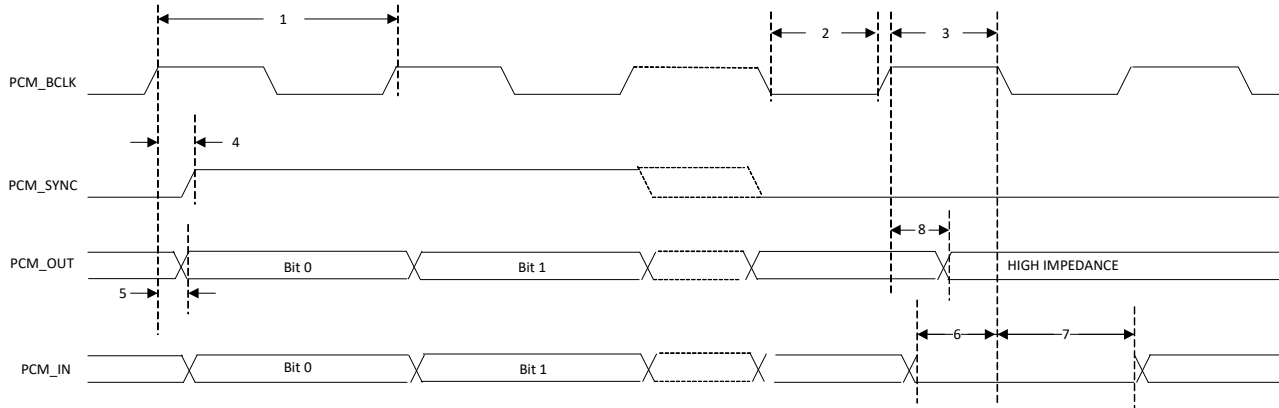 1
2
3
PCM_BCLK
4
PCM_SYNC
8
PCM_OUT
Bit 0
Bit 1
HIGH IMPEDANCE
5
6
7
PCM_IN
Bit 0
Bit 1